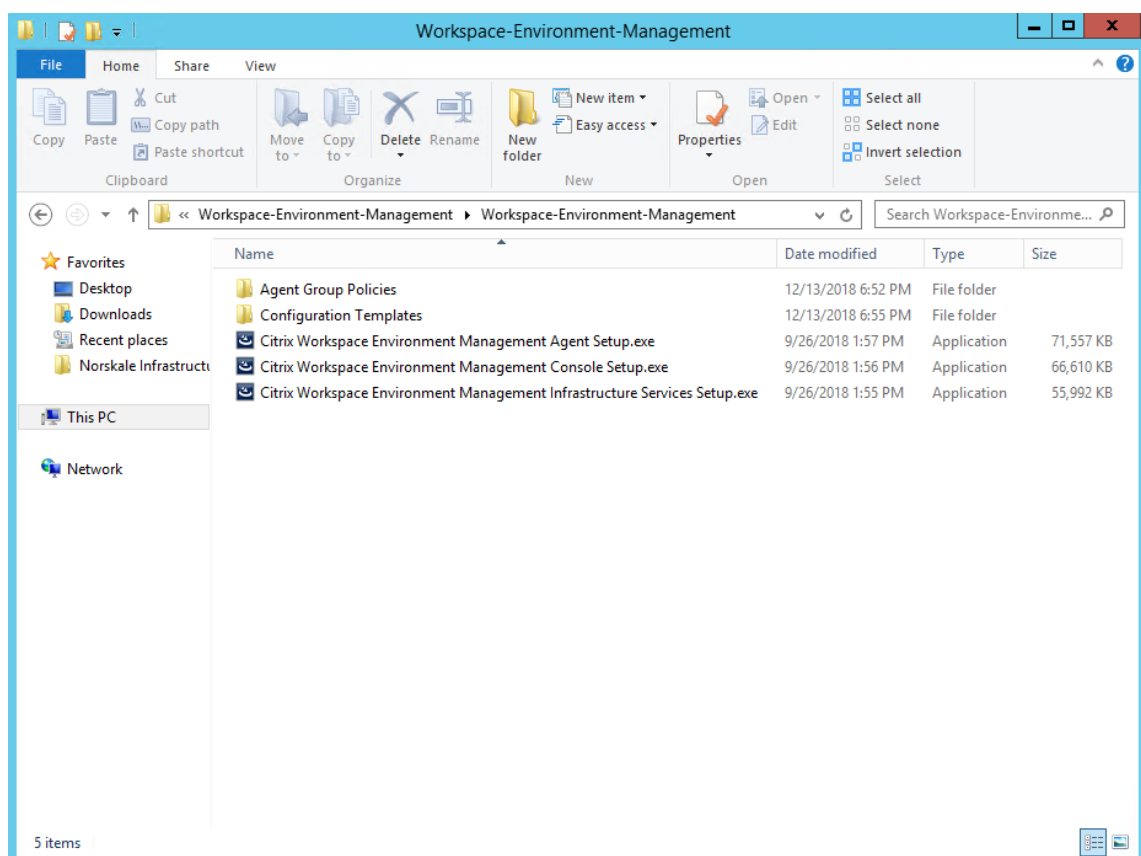 Workspace-Environment-Management
File Home Share View
Copy
Paste
Cut
Copy path
Paste shortcut
Clipboard
Move to
Copy to
Delete
Rename
Organize
New folder
New item
Easy access
New
Properties
Open
Edit
Open
Select all
Select none
Invert selection
Select
« Workspace-Environment-Management Workspace-Environment-Management
Search Workspace-Environme...
Favorites
Desktop
Downloads
Recent places
Norskale Infrastructu
This PC
Network
Name Date modified Type Size
Agent Group Policies 12/13/2018 6:52 PM File folder
Configuration Templates 12/13/2018 6:55 PM File folder
Citrix Workspace Environment Management Agent Setup.exe 9/26/2018 1:57 PM Application 71,557 KB
Citrix Workspace Environment Management Console Setup.exe 9/26/2018 1:56 PM Application 66,610 KB
Citrix Workspace Environment Management Infrastructure Services Setup.exe 9/26/2018 1:55 PM Application 55,992 KB
5 items